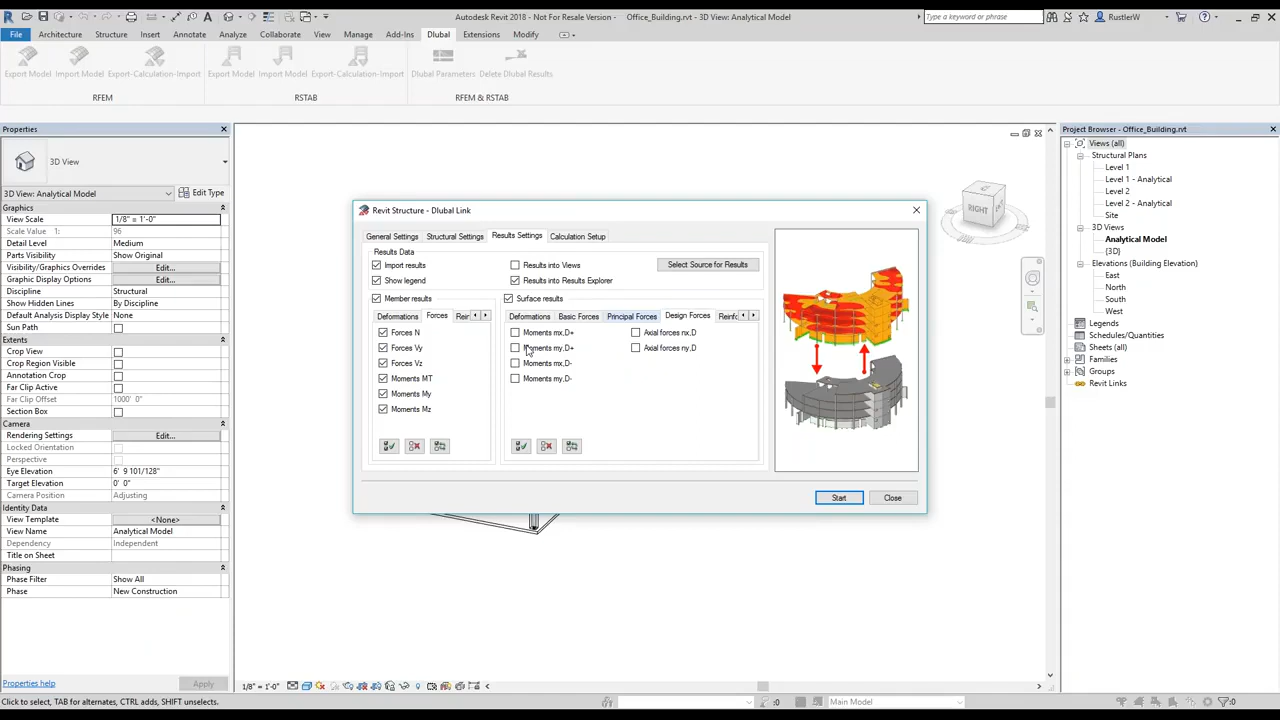 Autodesk Revit 2018 - Not For Resale Version - Office_Building.rvt - 3D View: Analytical Model
Type a keyword or phrase
RustlerW
File Architecture Structure Insert Annotate Analyze Collaborate View Manage Add-Ins Dlubal Extensions Modify
Export Model Import Model Export-Calculation-Import Export Model Import Model Export-Calculation-Import Dlubal Parameters Delete Dlubal Results
RFEM RSTAB RFEM & RSTAB
Properties
3D View
3D View: Analytical Model Edit Type
Graphics
View Scale 1/8" = 1'-0"
Scale Value 1: 96
Detail Level Medium
Parts Visibility Show Original
Visibility/Graphics Overrides Edit...
Graphic Display Options Edit...
Discipline Structural
Show Hidden Lines By Discipline
Default Analysis Display Style None
Sun Path
Extents
Crop View
Crop Region Visible
Annotation Crop
Far Clip Active
Far Clip Offset 1000' 0"
Section Box
Camera
Rendering Settings Edit...
Locked Orientation
Perspective
Eye Elevation 6' 9 101/128"
Target Elevation 0' 0"
Camera Position Adjusting
Identity Data
View Template <None>
View Name Analytical Model
Dependency Independent
Title on Sheet
Phasing
Phase Filter Show All
Phase New Construction
Properties help Apply
Revit Structure - Dlubal Link
General Settings Structural Settings Results Settings Calculation Setup
Results Data
Import results Results into Views Select Source for Results
Show legend Results into Results Explorer
Member results Surface results
Deformations Forces Rein Deformations Basic Forces Principal Forces Design Forces Reinfo
Forces N
Forces Vy
Forces Vz
Moments MT
Moments My
Moments Mz
Moments mx,D+ Axial forces nx,D
Moments my,D+ Axial forces ny,D
Moments mx,D-
Moments my,D-
Start Close
RIGHT
Project Browser - Office_Building.rvt
Views (all)
Structural Plans
Level 1
Level 1 - Analytical
Level 2
Level 2 - Analytical
Site
3D Views
Analytical Model
{3D}
Elevations (Building Elevation)
East
North
South
West
Legends
Schedules/Quantities
Sheets (all)
Families
Groups
Revit Links
1/8" = 1'-0"
Click to select, TAB for alternates, CTRL adds, SHIFT unselects.
:0 Main Model :0